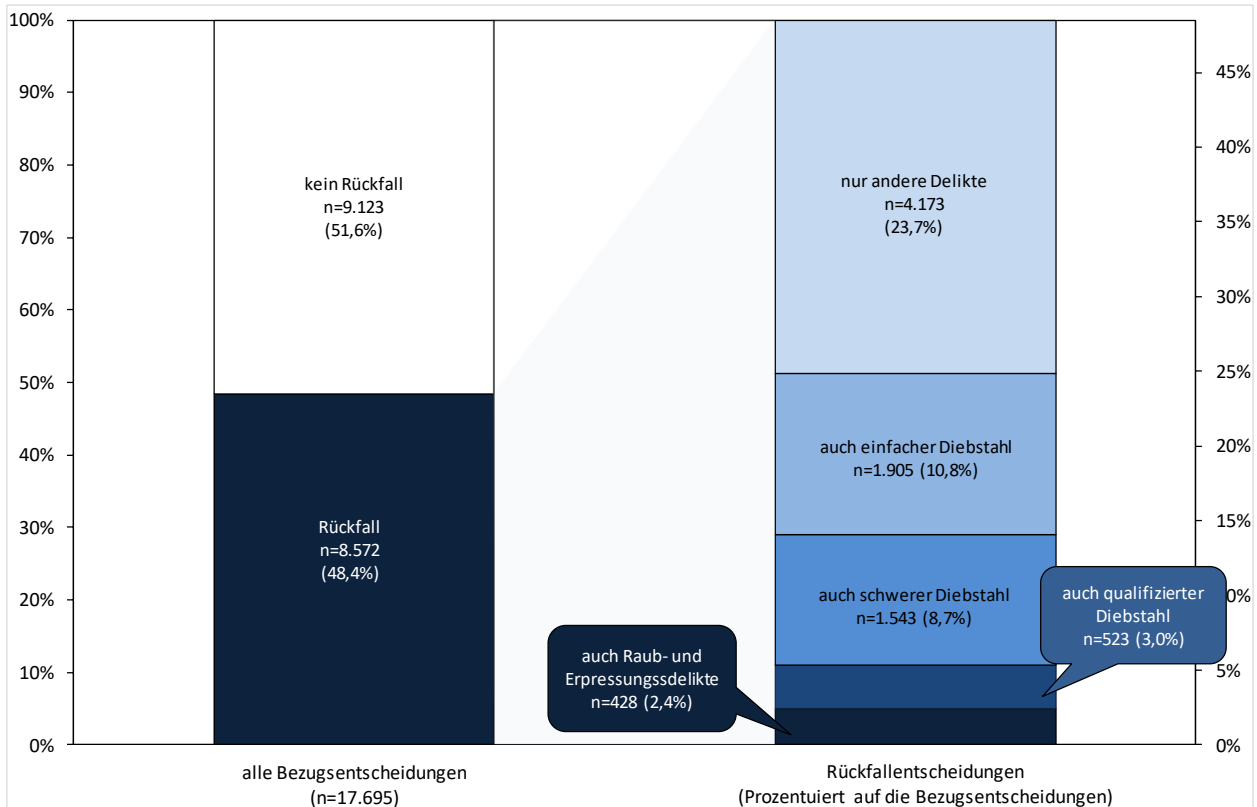 100%
90%
80%
70%
60%
50%
40%
30%
20%
10%
0%
kein Rückfall
n=9.123
(51,6%)
Rückfall
n=8.572
(48,4%)
alle Bezugsentscheidungen
(n=17.695)
nur andere Delikte
n=4.173
(23,7%)
auch einfacher Diebstahl
n=1.905 (10,8%)
auch schwerer Diebstahl
n=1.543 (8,7%)
auch qualifizierter
Diebstahl
n=523 (3,0%)
auch Raub- und
Erpressungssdelikte
n=428 (2,4%)
Rückfallentscheidungen
(Prozentuiert auf die Bezugsentscheidungen)
45%
40%
35%
30%
25%
20%
15%
5%
0%